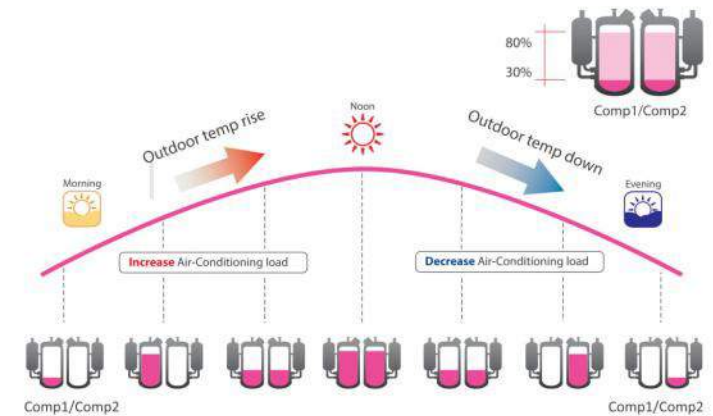 80%
30%
Comp1/Comp2
Noon
Outdoor temp rise
Outdoor temp down
Morning
Evening
Increase Air-Conditioning load
Decrease Air-Conditioning load
Comp1/Comp2
Comp1/Comp2